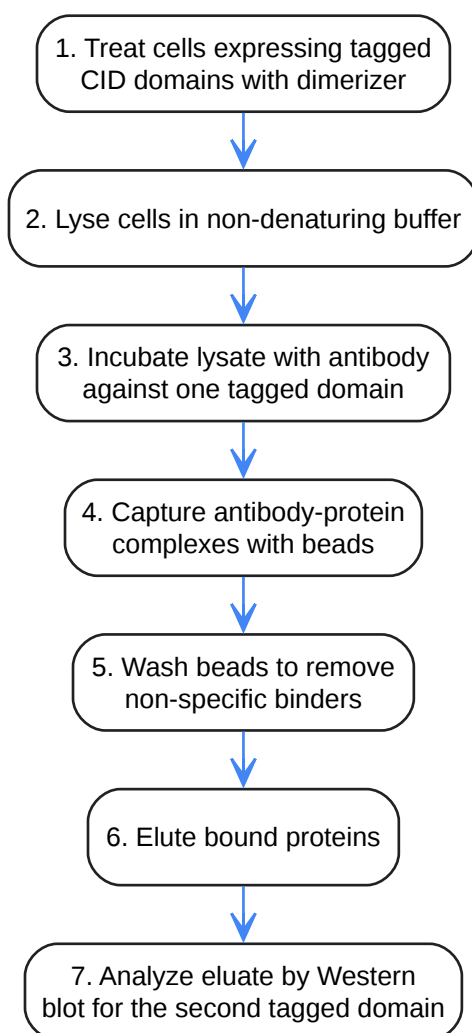 1. Treat cells expressing tagged
CID domains with dimerizer
2. Lyse cells in non-denaturing buffer
3. Incubate lysate with antibody
against one tagged domain
4. Capture antibody-protein
complexes with beads
5. Wash beads to remove
non-specific binders
6. Elute bound proteins
7. Analyze eluate by Western
blot for the second tagged domain